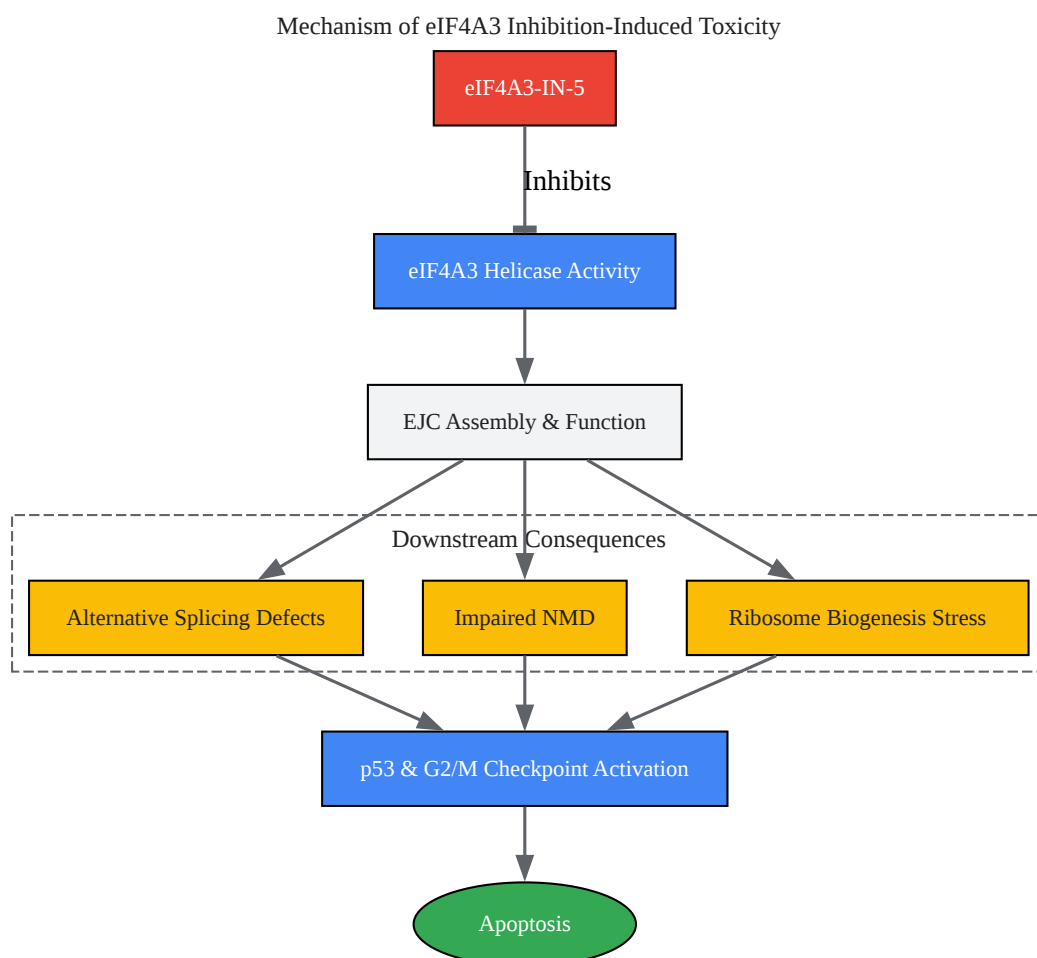 Mechanism of eIF4A3 Inhibition-Induced Toxicity
eIF4A3-IN-5
Inhibits
eIF4A3 Helicase Activity
EJC Assembly & Function
Downstream Consequences
Alternative Splicing Defects
Impaired NMD
Ribosome Biogenesis Stress
p53 & G2/M Checkpoint Activation
Apoptosis